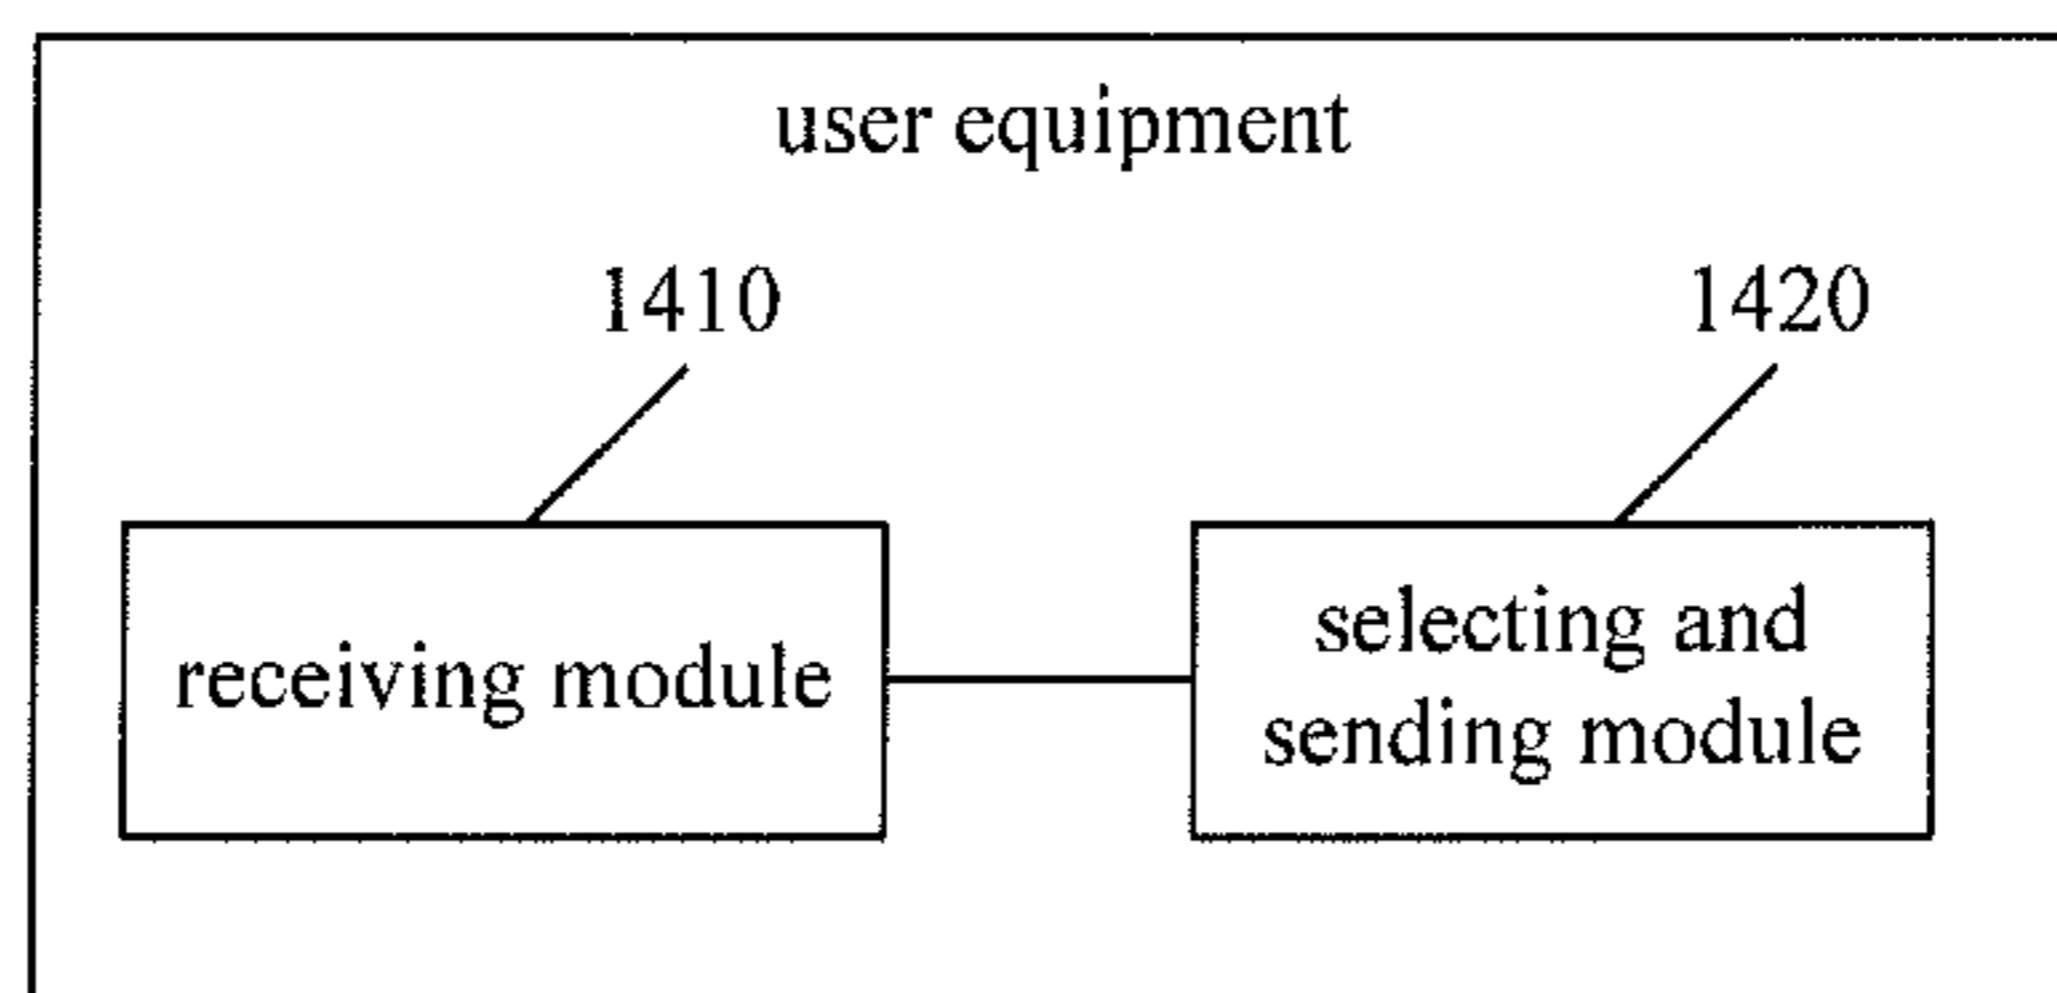 user equipment
1410
1420
receiving module
selecting and
sending module